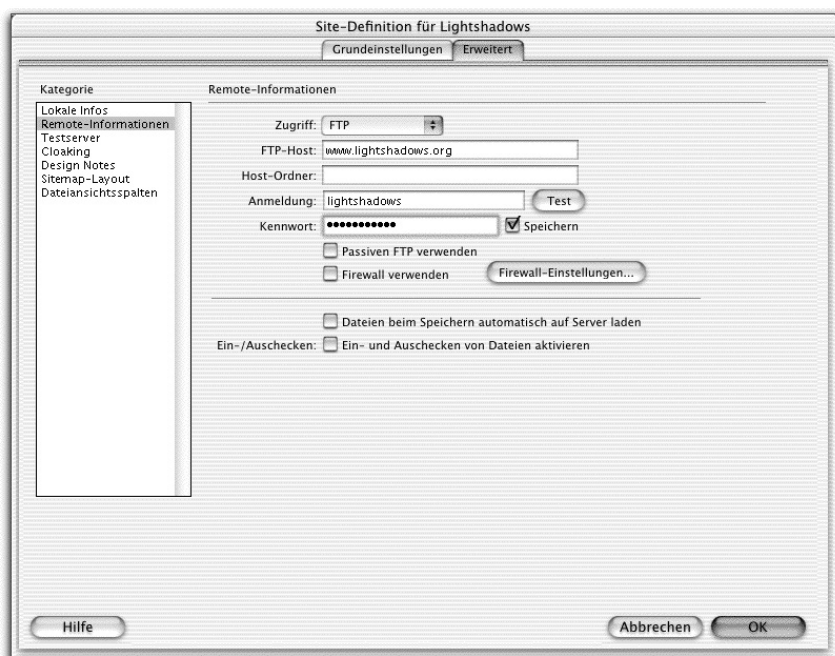 Site-Definition für Lightshadows
Grundeinstellungen
Erweitert
Kategorie
Lokale Infos
Remote-Informationen
Testserver
Cloaking
Design Notes
Sitemap-Layout
Dateiansichtsspalten
Remote-Informationen
Zugriff: FTP
FTP-Host: www.lightshadows.org
Host-Ordner:
Anmeldung: lightshadows Test
Kennwort: ●●●●●●●●●●● Speichern
Passiven FTP verwenden
Firewall verwenden Firewall-Einstellungen...
Dateien beim Speichern automatisch auf Server laden
Ein-/Auschecken: Ein- und Auschecken von Dateien aktivieren
Hilfe Abbrechen OK